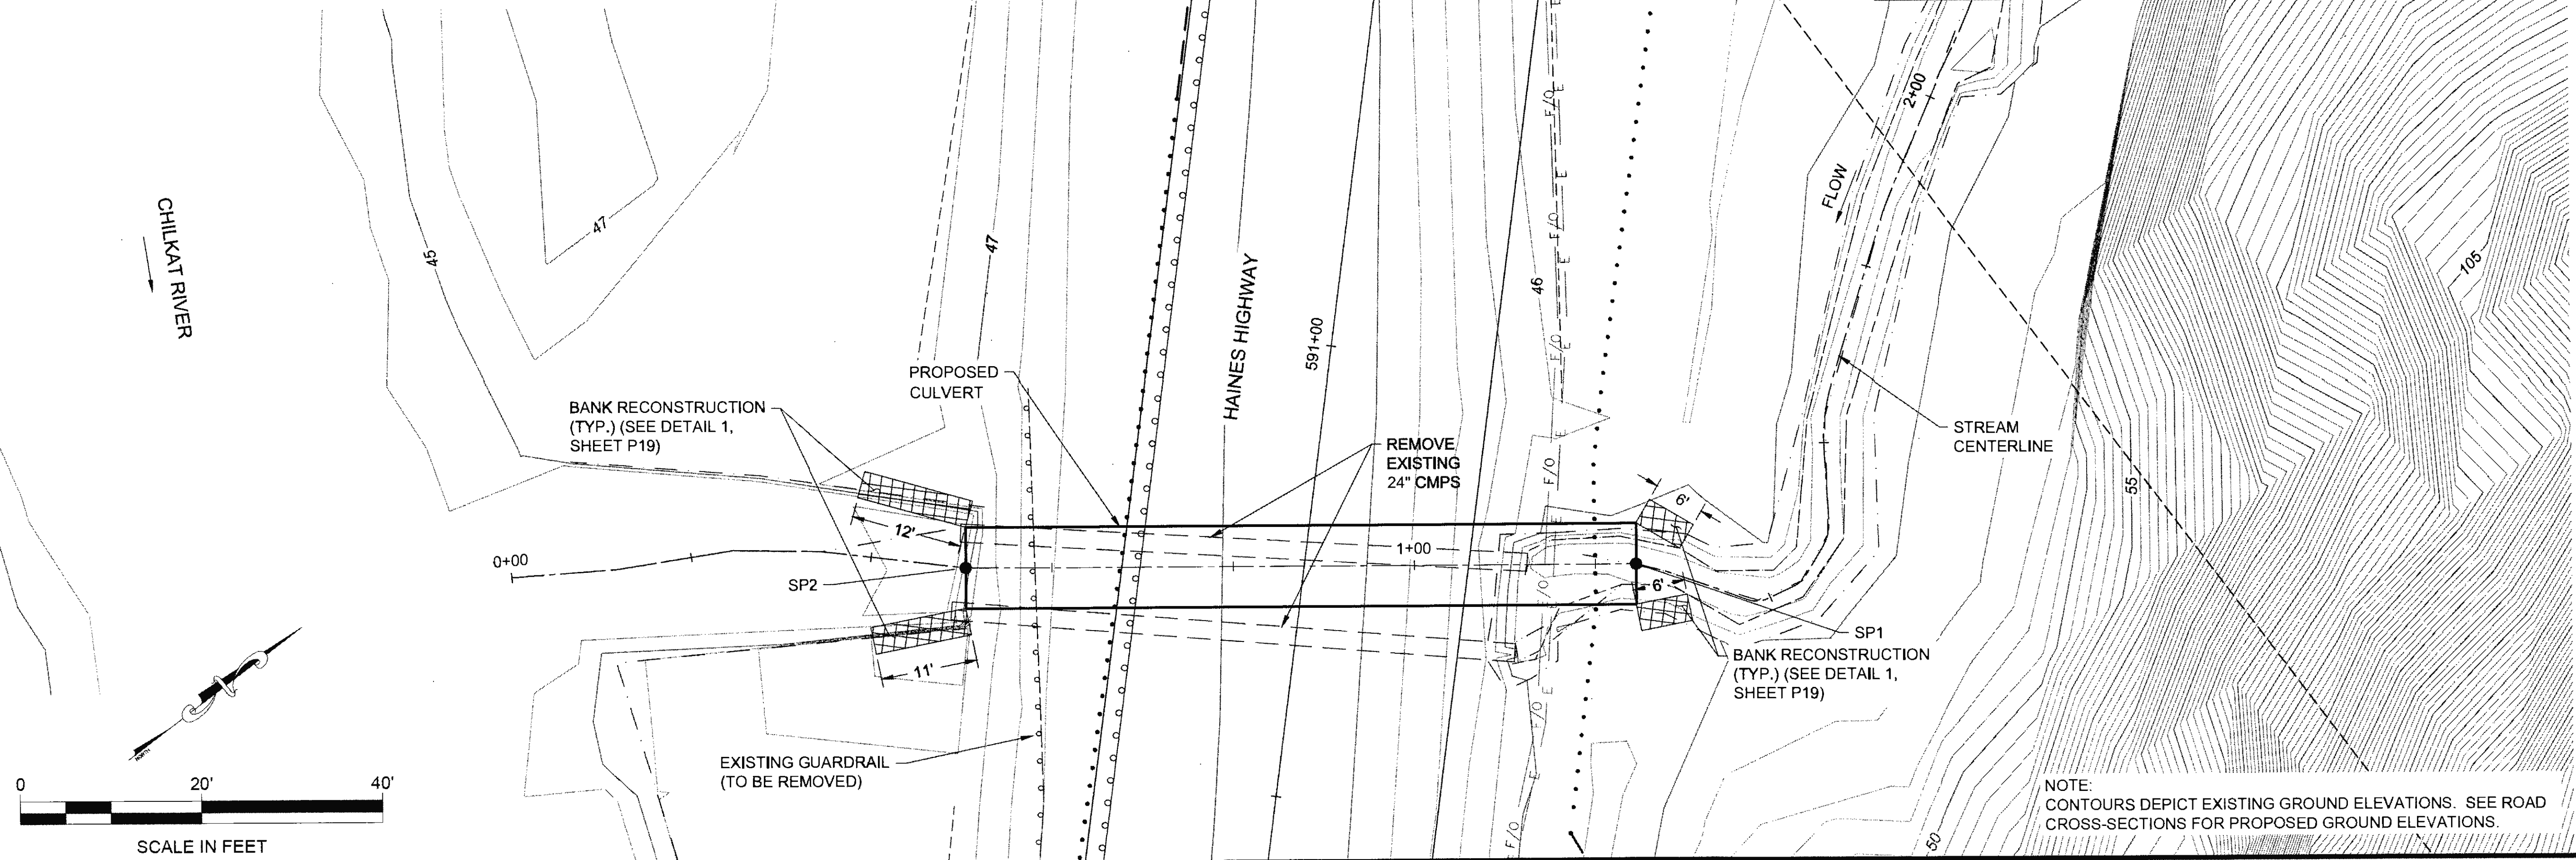 CHILKAT RIVER
45
47
47
PROPOSED
CULVERT
BANK RECONSTRUCTION
(TYP.) (SEE DETAIL 1,
SHEET P19)
HAINES HIGHWAY
591+00
46
F/O
E
F/O
E
F/O
E
F/O
E
F/O
E
F/O
E
F/O
E
F/O
2+00
FLOW
105
55
50
STREAM
CENTERLINE
REMOVE
EXISTING
24" CMPS
12'
6'
0+00
1+00
SP2
6'
SP1
BANK RECONSTRUCTION
(TYP.) (SEE DETAIL 1,
SHEET P19)
11'
EXISTING GUARDRAIL
(TO BE REMOVED)
NORTH
0 20' 40'
SCALE IN FEET
NOTE:
CONTOURS DEPICT EXISTING GROUND ELEVATIONS. SEE ROAD
CROSS-SECTIONS FOR PROPOSED GROUND ELEVATIONS.